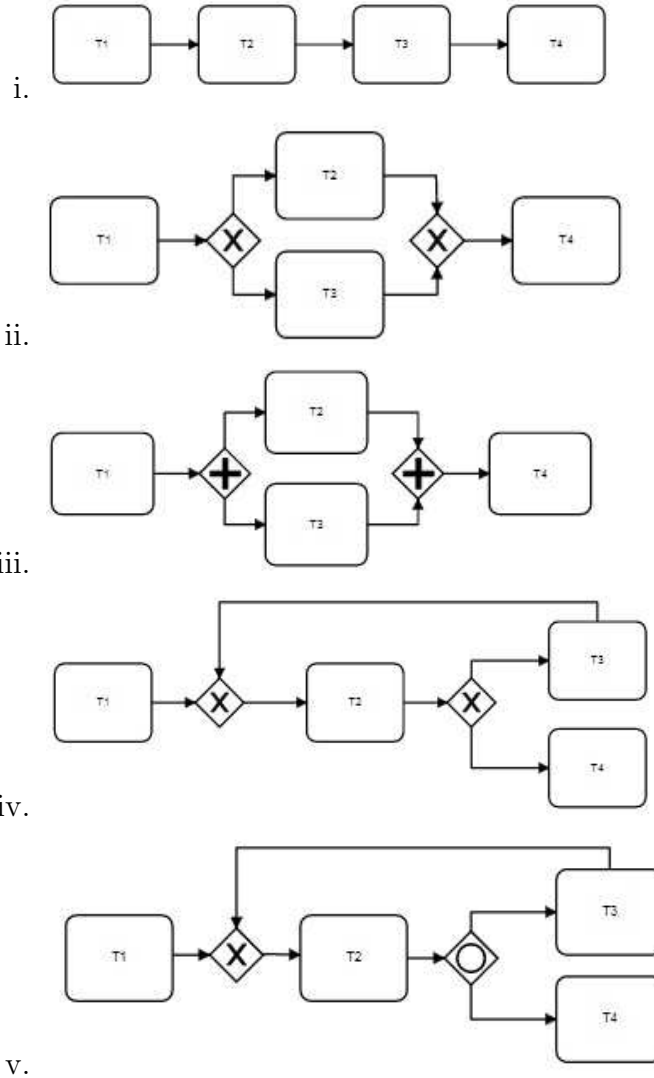 T1 T2 T3 T4
i.
T2
T1 X X T4
T3
ii.
T2
T1 T4
T3
iii.
T3
T1 X T2 X
T4
iv.
T3
T1 X T2
T4
v.